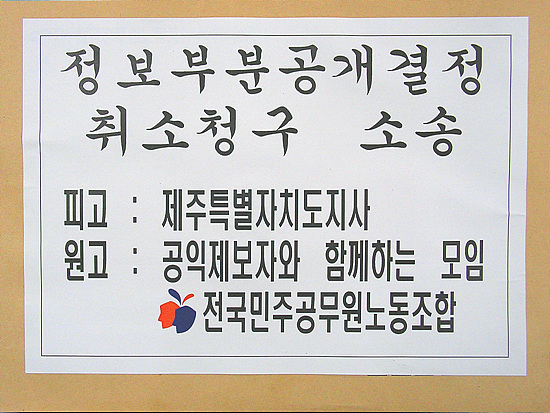 정보부분공개결정
취소청구 소송
피고 : 제주특별자치도지사
원고 : 공익제보자와 함께하는 모임
전국민주공무원노동조합